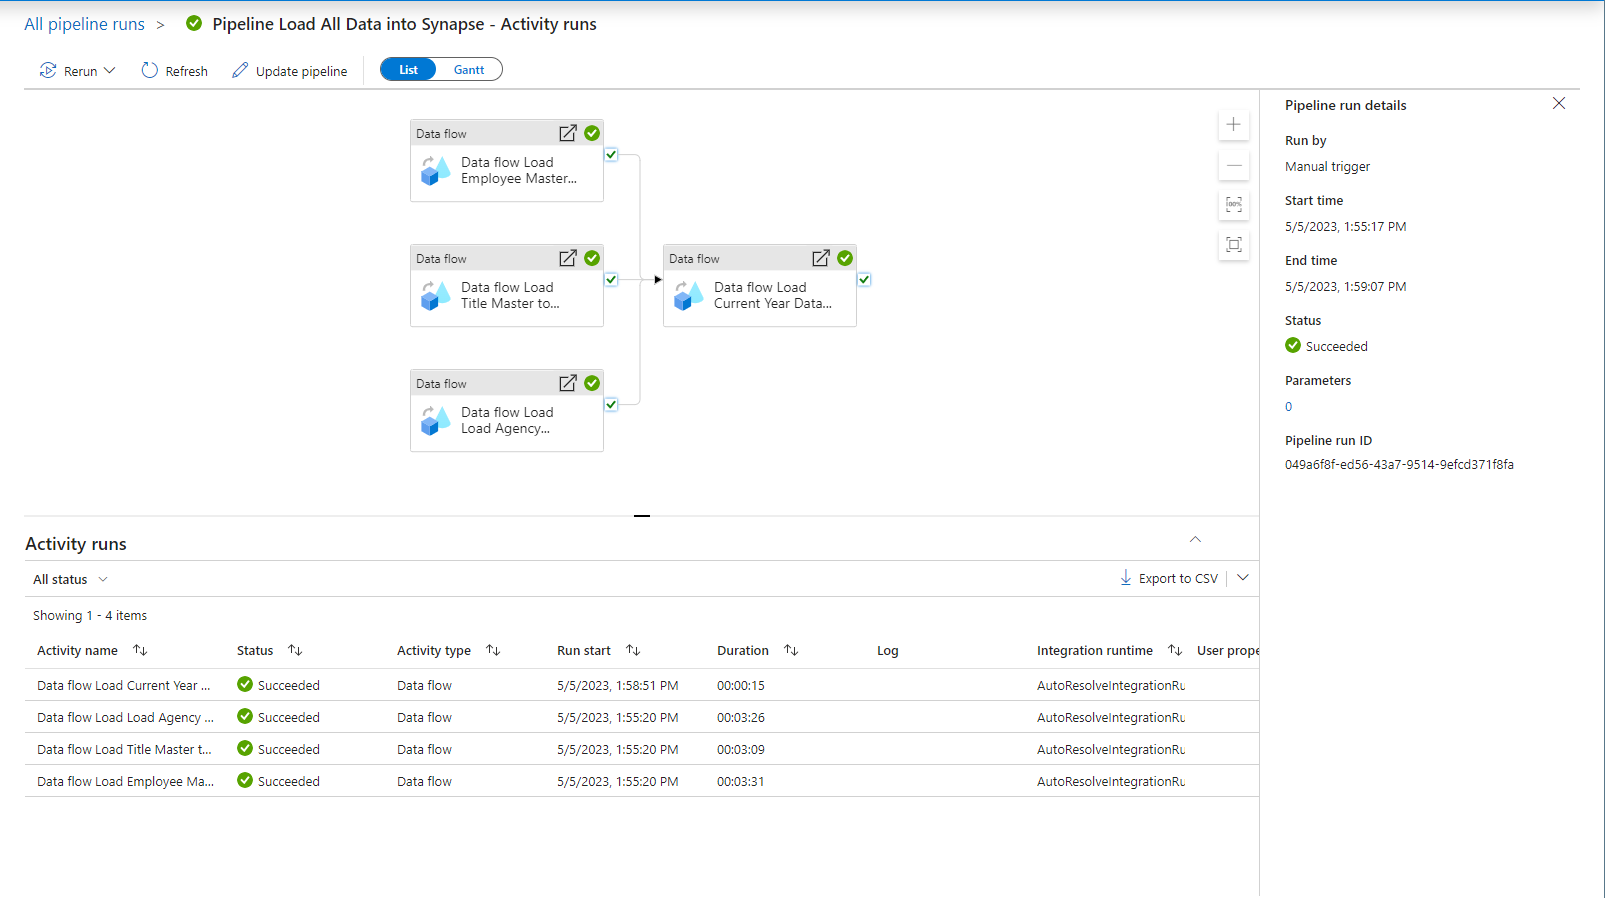 All pipeline runs > Pipeline Load All Data into Synapse - Activity runs
Rerun Refresh Update pipeline List Gantt
Data flow
Data flow Load
Employee Master...
Data flow
Data flow Load
Title Master to...
Data flow
Data flow Load
Current Year Data...
Data flow
Data flow Load
Load Agency...
100%
Pipeline run details
Run by
Manual trigger
Start time
5/5/2023, 1:55:17 PM
End time
5/5/2023, 1:59:07 PM
Status
Succeeded
Parameters
0
Pipeline run ID
049a6f8f-ed56-43a7-9514-9efcd371f8fa
Activity runs
All status Export to CSV
Showing 1 - 4 items
Activity name Status Activity type Run start Duration Log Integration runtime User prope
Data flow Load Current Year ... Succeeded Data flow 5/5/2023, 1:58:51 PM 00:00:15 AutoResolveIntegrationRu
Data flow Load Load Agency ... Succeeded Data flow 5/5/2023, 1:55:20 PM 00:03:26 AutoResolveIntegrationRu
Data flow Load Title Master t... Succeeded Data flow 5/5/2023, 1:55:20 PM 00:03:09 AutoResolveIntegrationRu
Data flow Load Employee Ma... Succeeded Data flow 5/5/2023, 1:55:20 PM 00:03:31 AutoResolveIntegrationRu